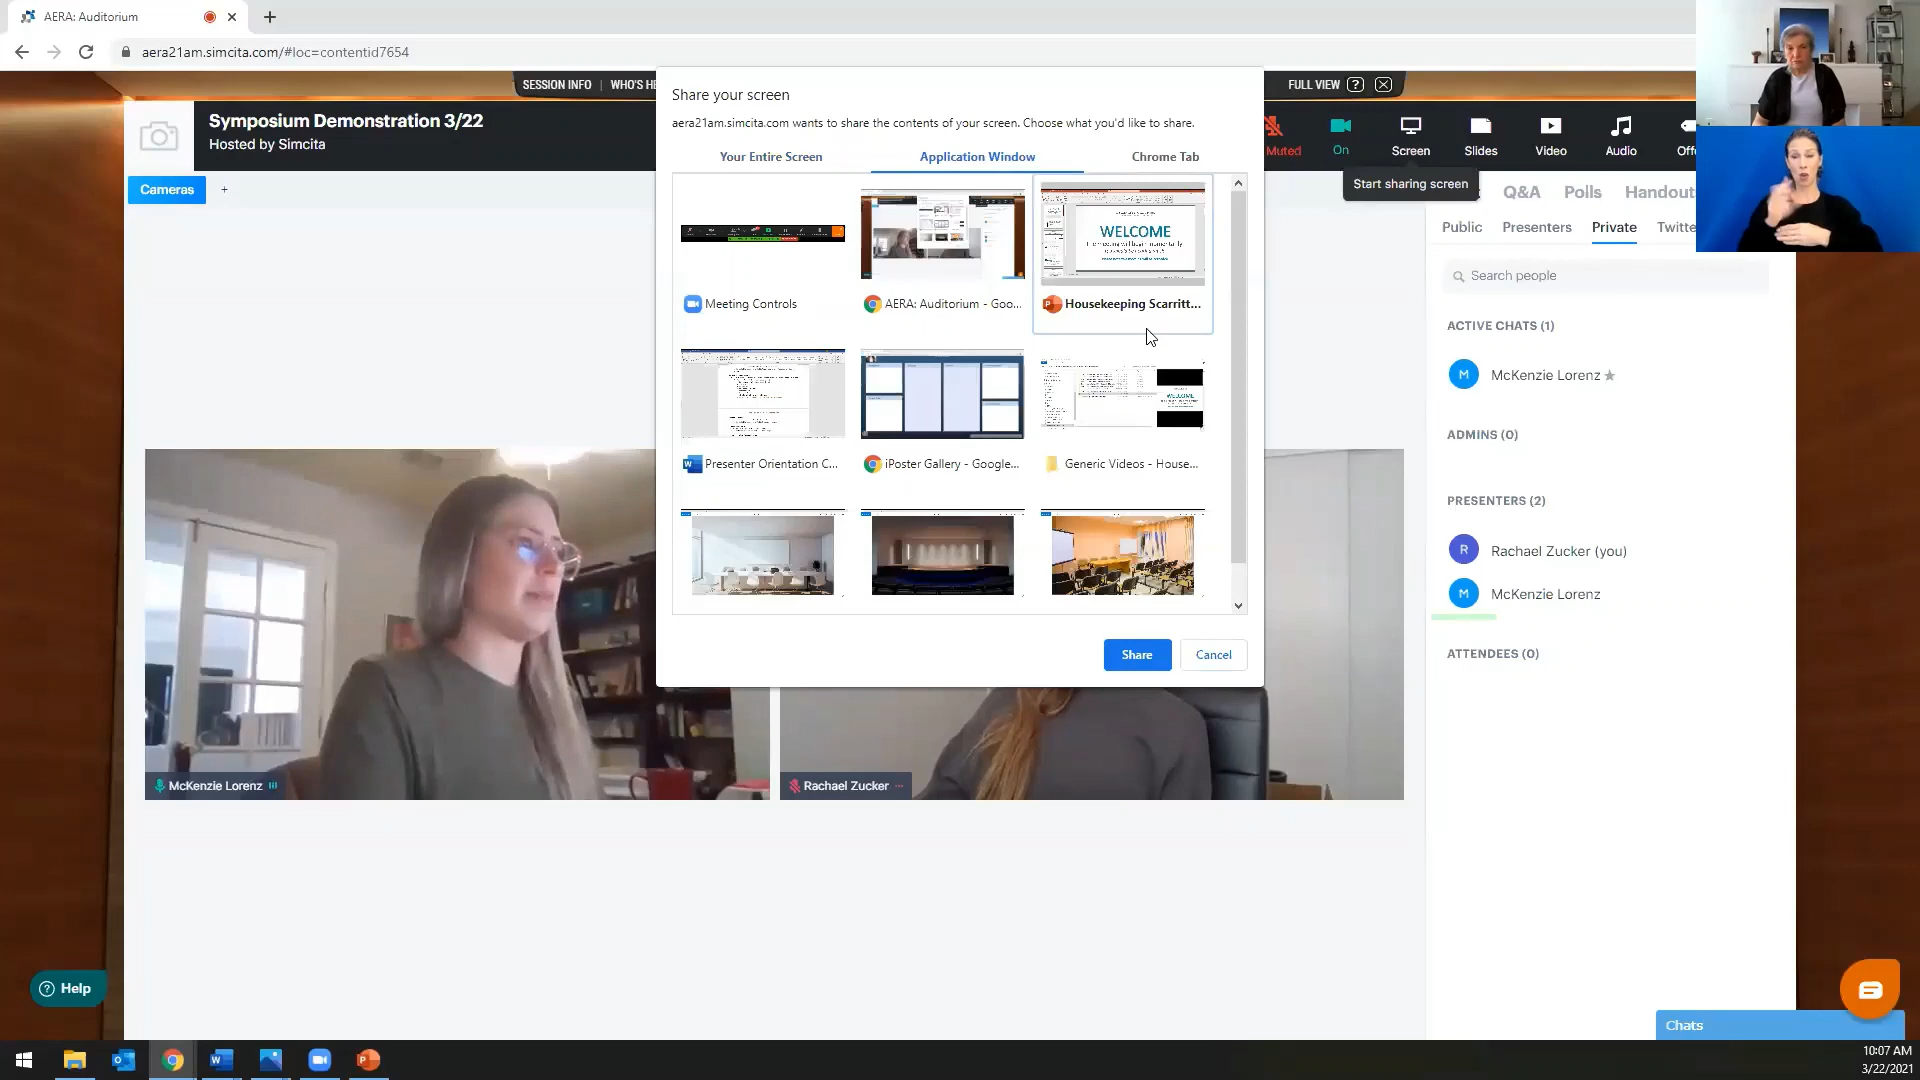 AERA: Auditorium
aera21am.simcita.com/#loc=contentid7654
SESSION INFO | WHO'S HE
FULL VIEW ?
Symposium Demonstration 3/22
Hosted by Simcita
Muted
On
Screen
Slides
Video
Audio
Off
Start sharing screen
Cameras +
Share your screen
aera21am.simcita.com wants to share the contents of your screen. Choose what you'd like to share.
Your Entire Screen
Application Window
Chrome Tab
WELCOME
Meeting Controls
AERA: Auditorium - Goo...
Housekeeping Scarritt...
WELCOME
Presenter Orientation C...
iPoster Gallery - Google...
Generic Videos - House...
Share
Cancel
Q&A
Polls
Handout
Public
Presenters
Private
Twitte
Search people
ACTIVE CHATS (1)
M
McKenzie Lorenz
ADMINS (0)
PRESENTERS (2)
R
Rachael Zucker (you)
M
McKenzie Lorenz
ATTENDEES (0)
McKenzie Lorenz
Rachael Zucker
? Help
Chats
10:07 AM
3/22/2021